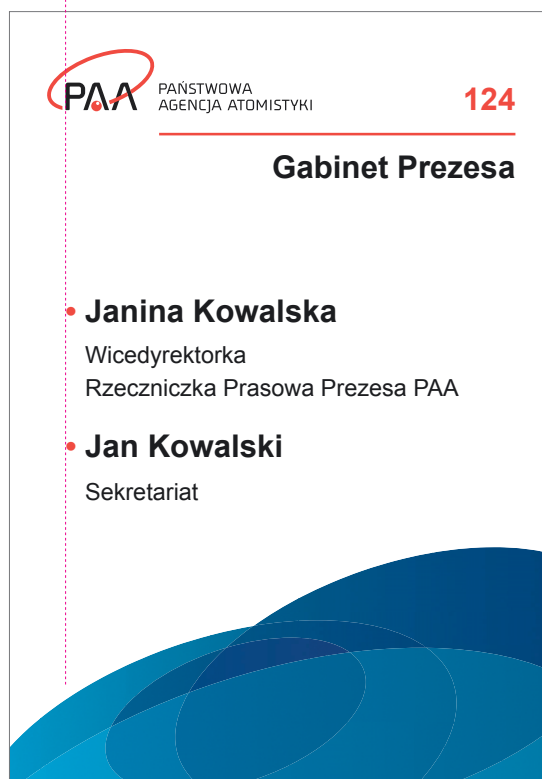 PAA
PAŃSTWOWA
AGENCJA ATOMISTYKI
124
Gabinet Prezesa
• Janina Kowalska
Wicedyrektorka
Rzeczniczka Prasowa Prezesa PAA
• Jan Kowalski
Sekretariat